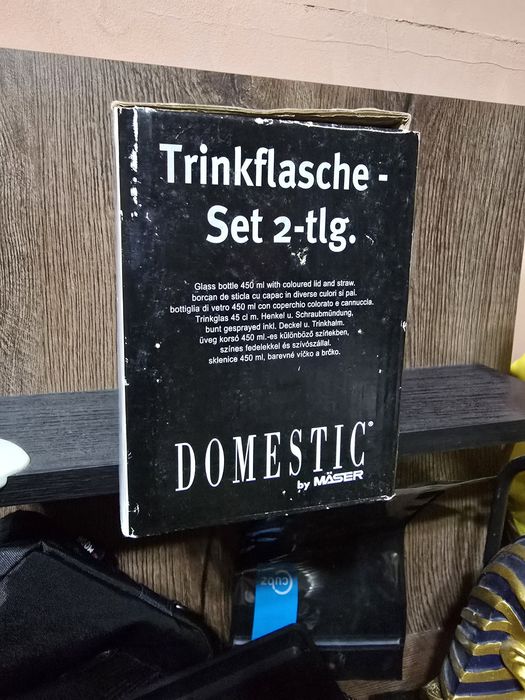 Trinkflasche -
Set 2-tlg.
Glass bottle 450 ml with coloured lid and straw.
borcan de sticla cu capac in diverse culori si pai.
bottiglia di vetro 450 ml con coperchio colorato e cannuccia.
Trinkglas 45 cl m. Henkel u. Schraubmündung,
bunt gesprayed inkl. Deckel u. Trinkhalm.
üveg korsó 450 ml.-es különböző színekben,
színes fedelekkel és szívószállal.
sklenice 450 ml, barevné víčko a brčko.
DOMESTIC®
by MÄSER
cubz